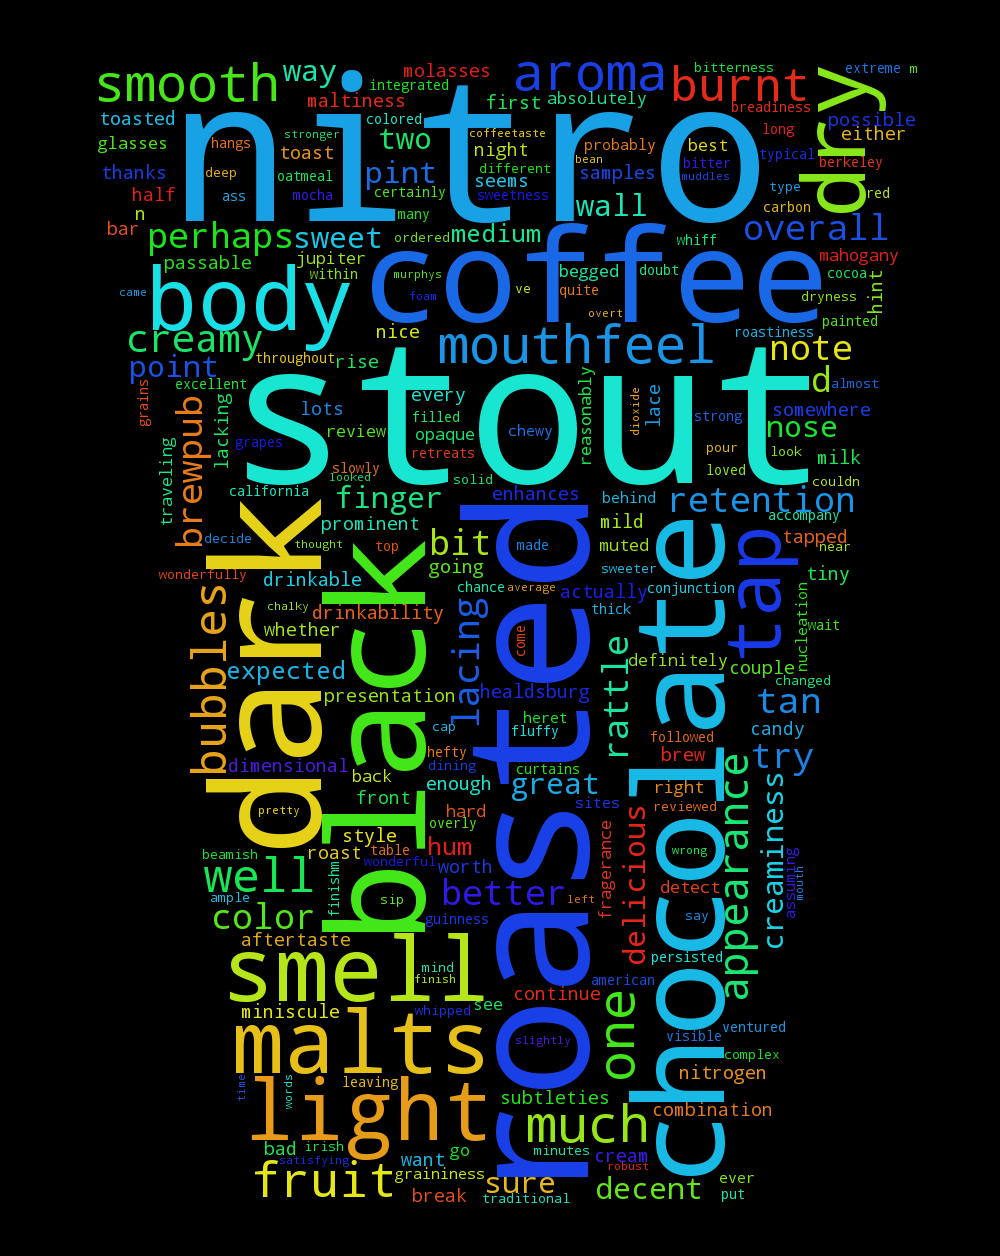 smooth
way
molasses
aroma
bitterness
burnt
extreme
m
integrated
maltiness
first
absolutely
breadiness
dry
toasted
nitro
colored
possible
glasses
stronger
two
coffeetaste
night
probably
best
long
either
hangs
toast
different
bean
bitter
typical
thanks
deep
oatmeal
pint
seems
samples
muddles
berkeley
half
ass
mocha
certainly
sweetness
type
red
n
many
wall
carbon
bar
perhaps
sweet
ordered
medium
whiff
overall
passable
jupiter
coffee
mahogany
body
within
murphys
begged
doubt
cocoa
hint
came
foam
ve
quite
dryness
overt
painted
creamy
nice
mouthfeel
roastiness
note
point
throughout
rise
d
almost
grains
excellent
stout
every
reasonably
dioxide
lace
brewpub
lacking
lots
filled
strong
somewhere
review
opaque
chewy
nose
grapes
retreats
pour
look
traveling
slowly
loved
milk
looked
solid
couldn
california
finger
enhances
behind
retention
prominent
mild
accompany
decide
dark
black
bit
made
muted
tap
tapped
thought
top
near
wonderfully
drinkable
going
roasted
sweeter
chocolate
tiny
bubbles
chance
average
actually
conjunction
nucleation
chalky
drinkability
lacing
thick
wait
whether
come
rattle
definitely
expected
couple
changed
presentation
healdsburg
tan
cap
heret
fluffy
followed
candy
hefty
brew
try
dimensional
back
dining
curtains
enough
great
right
appearance
creaminess
pretty
front
hard
sites
reviewed
style
overly
delicious
beamish
roast
table
hum
wrong
wonderful
worth
assuming
mouth
well
finishm
fragerance
detect
ample
sip
better
left
color
guinness
say
aftertaste
persisted
smell
mind
finish
american
continue
miniscule
whipped
see
one
visible
ventured
malts
slightly
complex
time
words
leaving
nitrogen
light
subtleties
combination
much
bad
irish
go
minutes
satisfying
want
cream
robust
fruit
graininess
sure
decent
ever
break
traditional
put